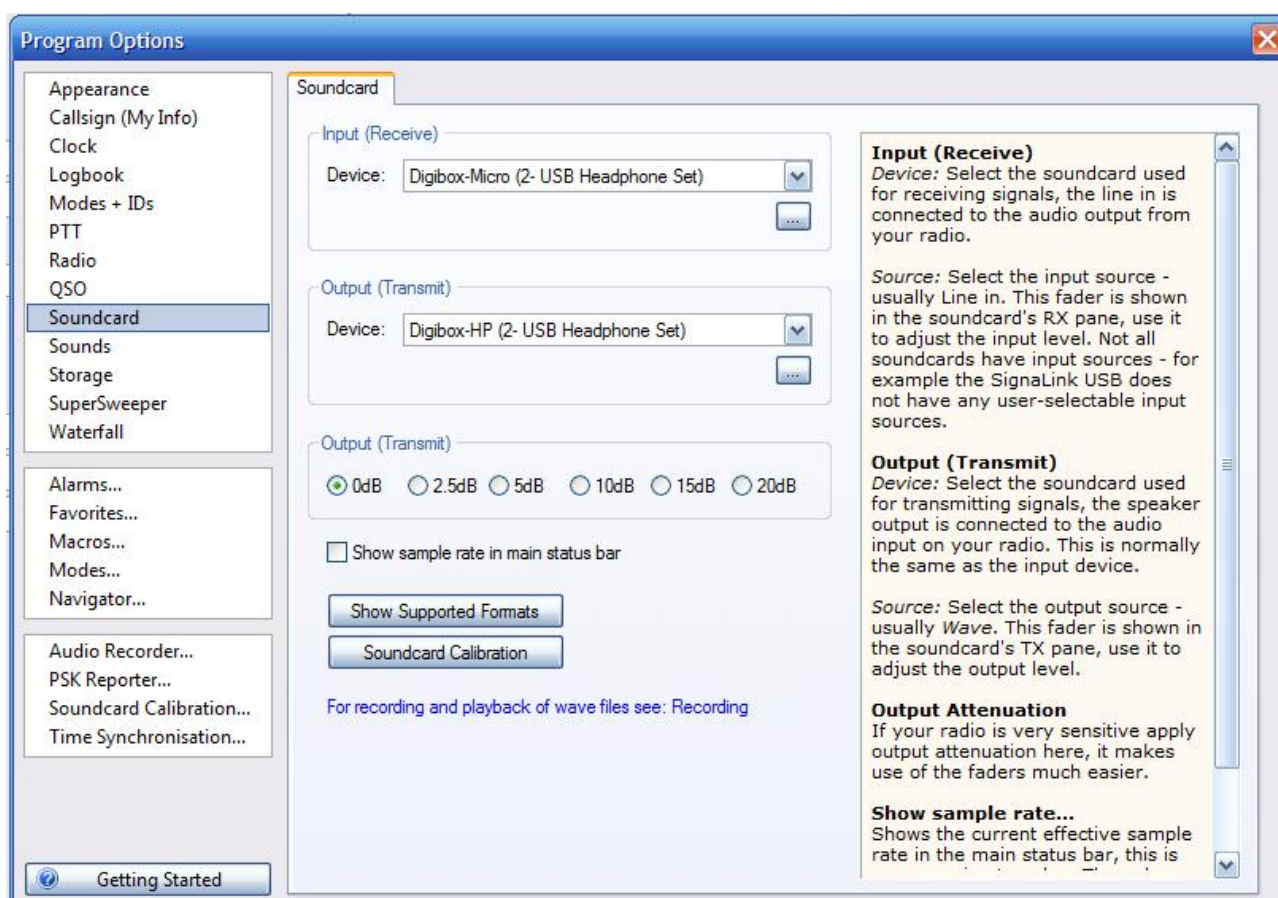 Program Options
Appearance
Callsign (My Info)
Clock
Logbook
Modes + IDs
PTT
Radio
QSO
Soundcard
Sounds
Storage
SuperSweeper
Waterfall
Alarms...
Favorites...
Macros...
Modes...
Navigator...
Audio Recorder...
PSK Reporter...
Soundcard Calibration...
Time Synchronisation...
Getting Started
Soundcard
Input (Receive)
Device: Digibox-Micro (2- USB Headphone Set)
...
Output (Transmit)
Device: Digibox-HP (2- USB Headphone Set)
...
Output (Transmit)
0dB 2.5dB 5dB 10dB 15dB 20dB
Show sample rate in main status bar
Show Supported Formats
Soundcard Calibration
For recording and playback of wave files see: Recording
Input (Receive)
Device: Select the soundcard used
for receiving signals, the line in is
connected to the audio output from
your radio.
Source: Select the input source -
usually Line in. This fader is shown
in the soundcard's RX pane, use it
to adjust the input level. Not all
soundcards have input sources - for
example the SignaLink USB does
not have any user-selectable input
sources.
Output (Transmit)
Device: Select the soundcard used
for transmitting signals, the speaker
output is connected to the audio
input on your radio. This is normally
the same as the input device.
Source: Select the output source -
usually Wave. This fader is shown in
the soundcard's TX pane, use it to
adjust the output level.
Output Attenuation
If your radio is very sensitive apply
output attenuation here, it makes
use of the faders much easier.
Show sample rate...
Shows the current effective sample
rate in the main status bar, this is